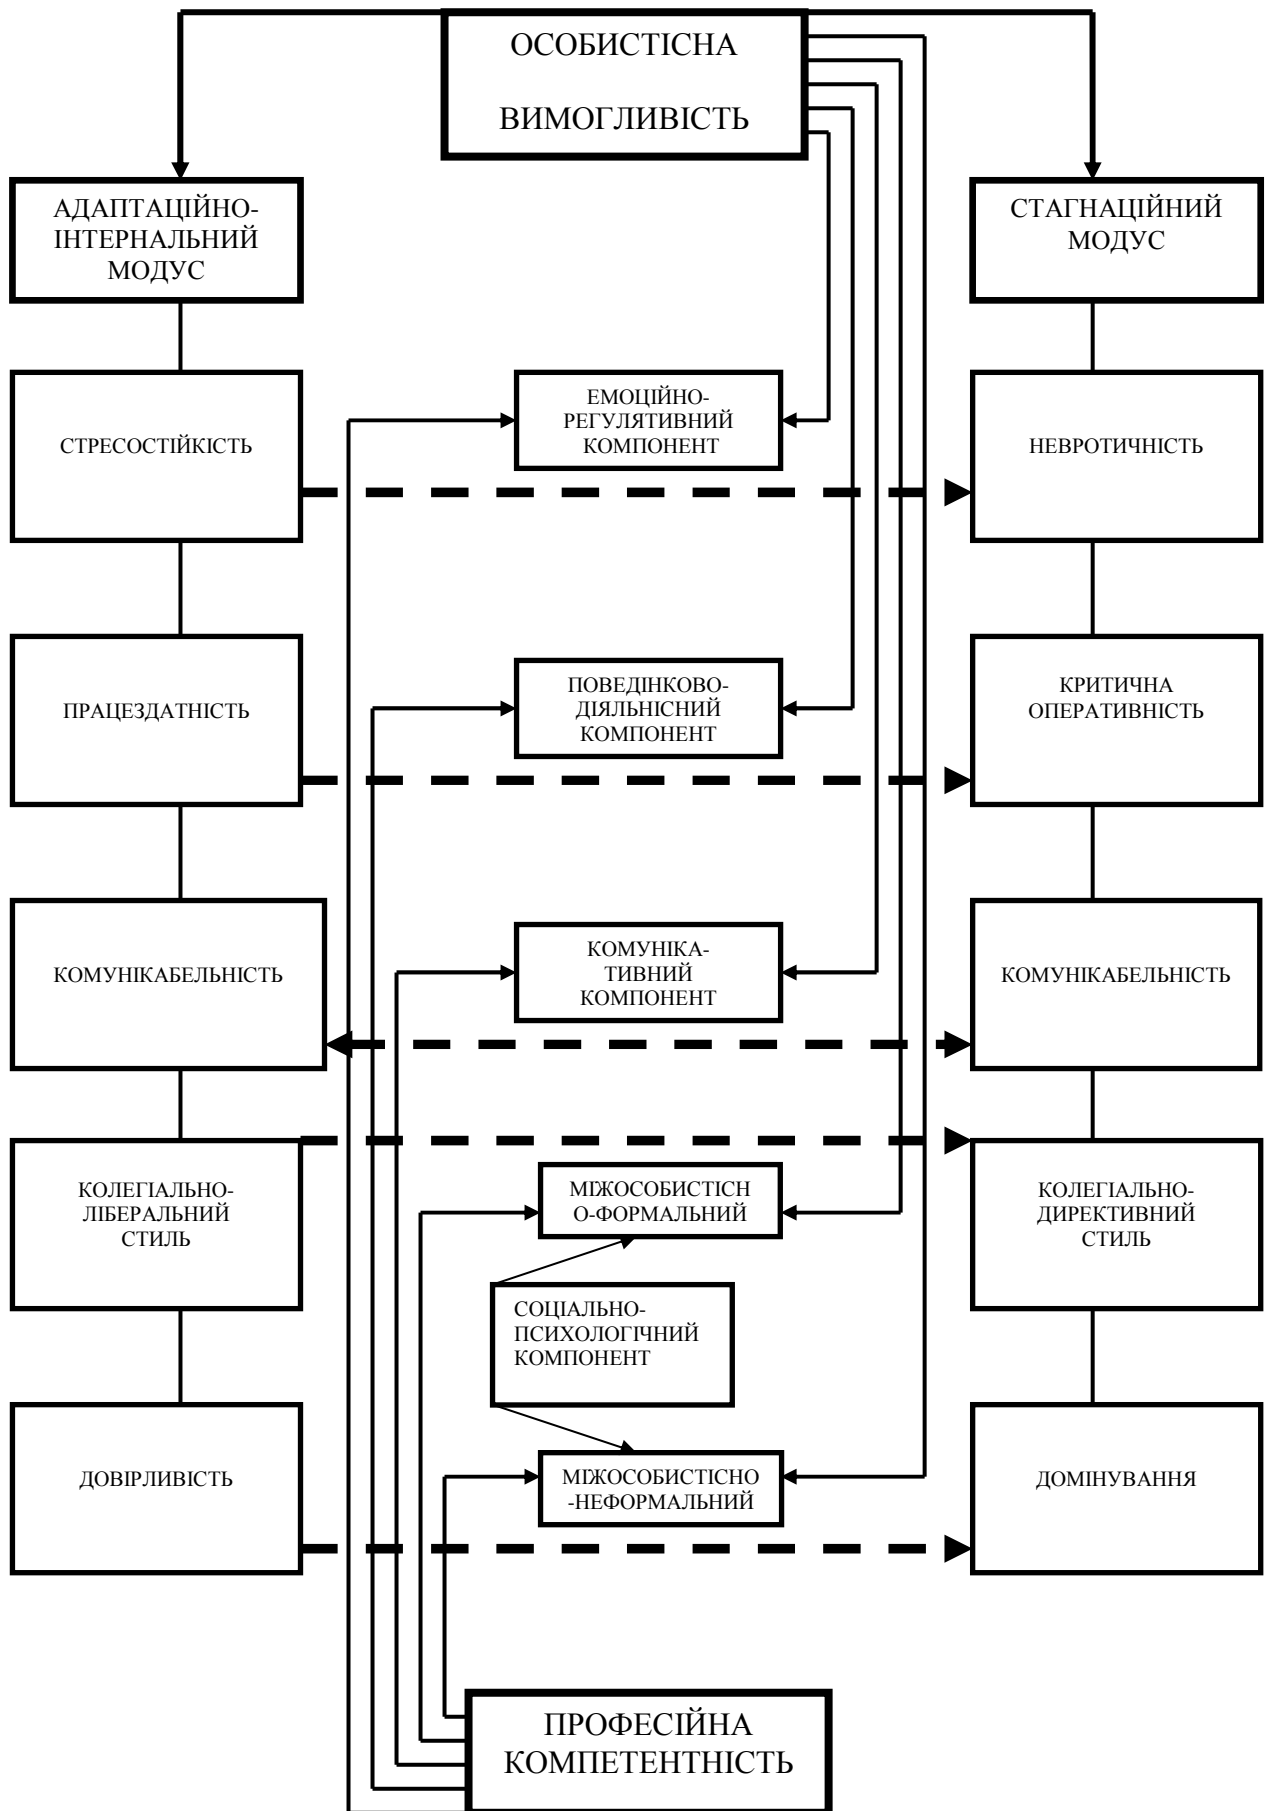 ОСОБИСТІСНА
ВИМОГЛИВІСТЬ
АДАПТАЦІЙНО-
ІНТЕРНАЛЬНИЙ
МОДУС
СТАГНАЦІЙНИЙ
МОДУС
СТРЕСОСТІЙКІСТЬ
ЕМОЦІЙНО-
РЕГУЛЯТИВНИЙ
КОМПОНЕНТ
НЕВРОТИЧНІСТЬ
ПРАЦЕЗДАТНІСТЬ
ПОВЕДІНКОВО-
ДІЯЛЬНІСНИЙ
КОМПОНЕНТ
КРИТИЧНА
ОПЕРАТИВНІСТЬ
КОМУНІКАБЕЛЬНІСТЬ
КОМУНІКА-
ТИВНИЙ
КОМПОНЕНТ
КОМУНІКАБЕЛЬНІСТЬ
КОЛЕГІАЛЬНО-
ЛІБЕРАЛЬНИЙ
СТИЛЬ
МІЖОСОБИСТІСН
О-ФОРМАЛЬНИЙ
КОЛЕГІАЛЬНО-
ДИРЕКТИВНИЙ
СТИЛЬ
СОЦІАЛЬНО-
ПСИХОЛОГІЧНИЙ
КОМПОНЕНТ
ДОВІРЛИВІСТЬ
МІЖОСОБИСТІСНО
-НЕФОРМАЛЬНИЙ
ДОМІНУВАННЯ
ПРОФЕСІЙНА
КОМПЕТЕНТНІСТЬ